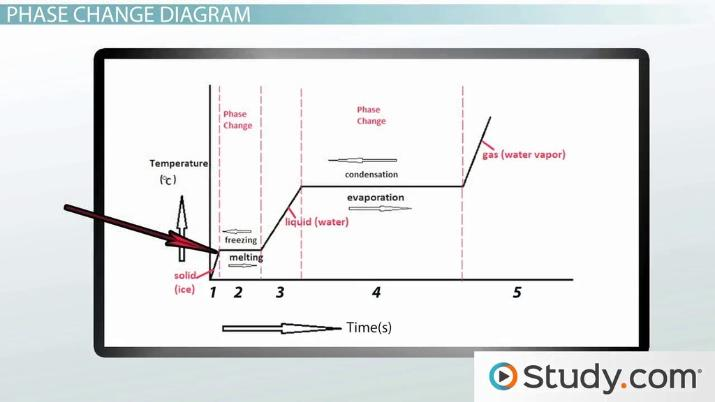 PHASE CHANGE DIAGRAM
Phase
Change
Phase
Change
Temperature
(°C)
gas (water vapor)
condensation
evaporation
liquid (water)
freezing
melting
solid
(ice)
1 2 3 4 5
Time(s)
Study.com